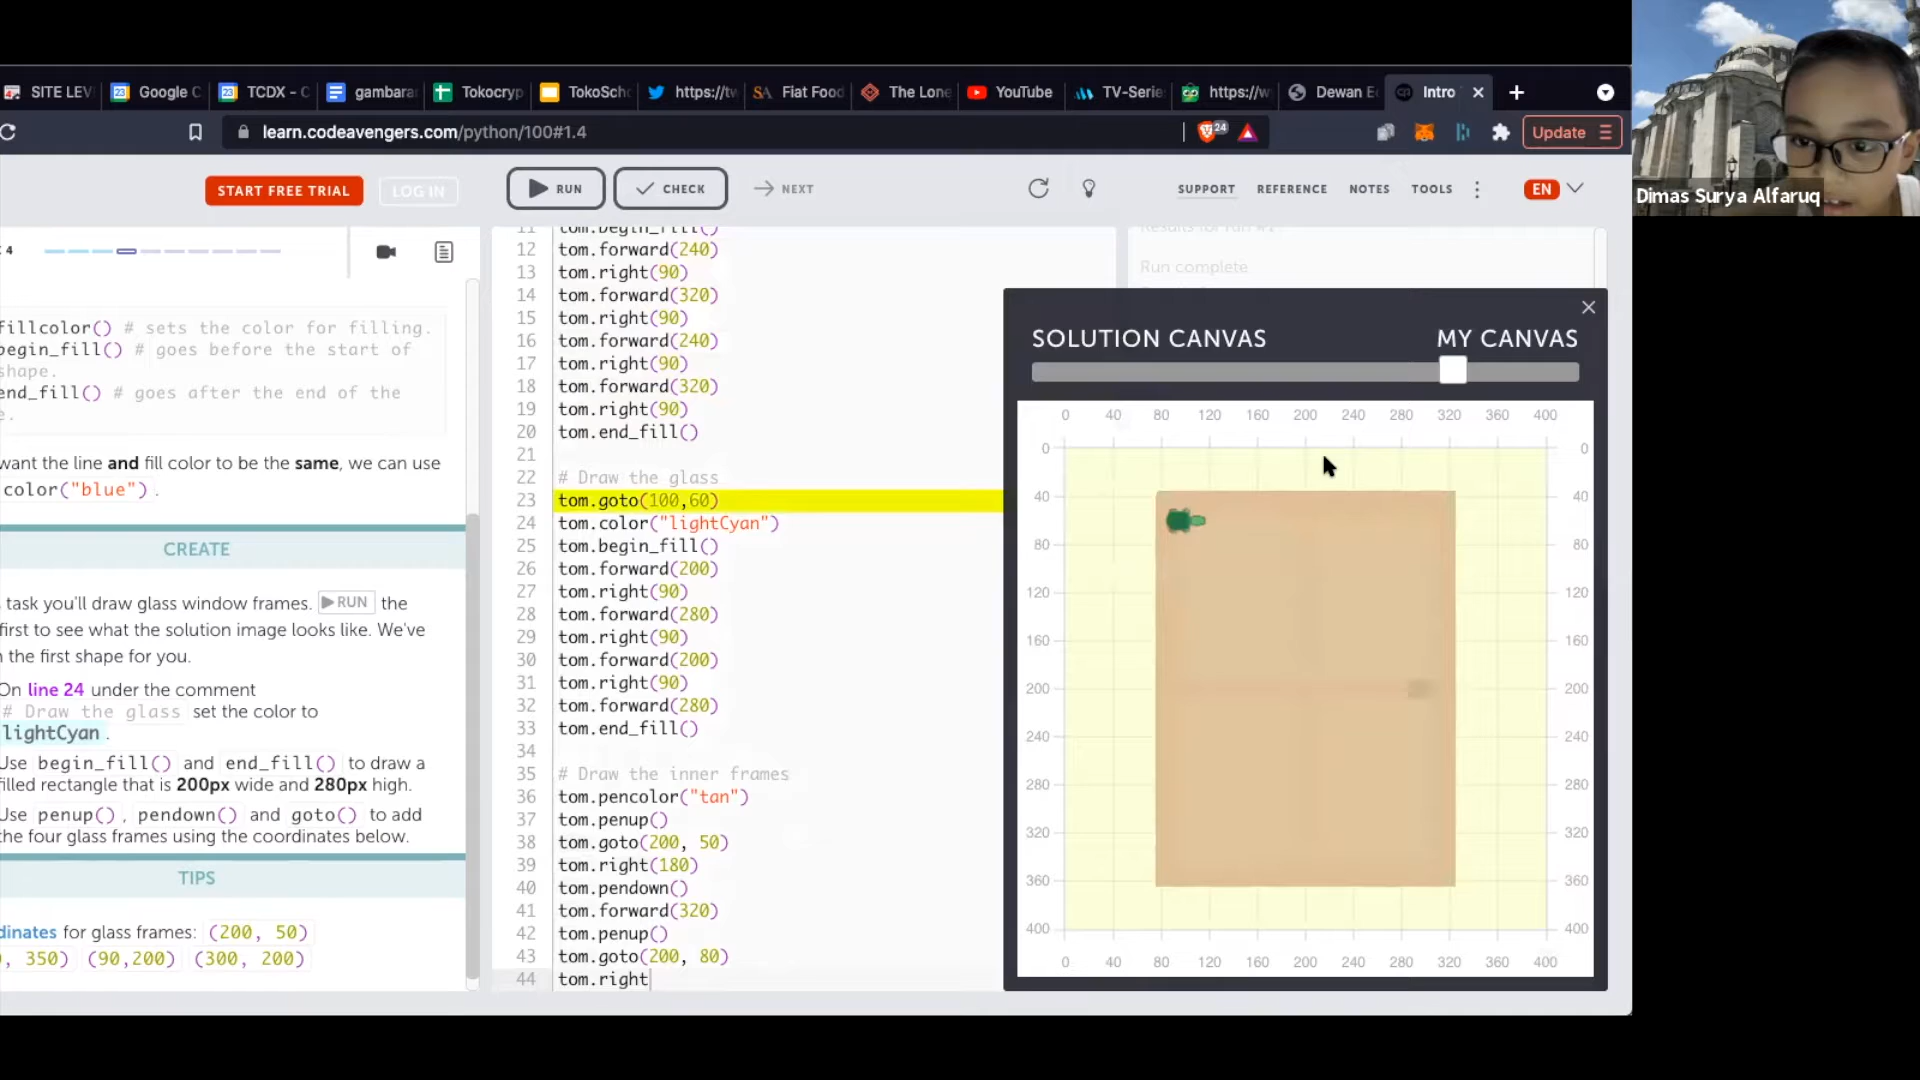 SITE LEV
Google C
TCDX - C
gambara
Tokocryp
TokoScho
https://tw
Fiat Food
The Lone
YouTube
TV-Serie
https://w
Dewan E
Intro
learn.codeavengers.com/python/100#1.4
24
Update
START FREE TRIAL
LOG IN
RUN
CHECK
NEXT
SUPPORT
REFERENCE
NOTES
TOOLS
EN
4
fillcolor() # sets the color for filling.
begin_fill() # goes before the start of
shape.
end_fill() # goes after the end of the
e.
want the line and fill color to be the same, we can use
color("blue") .
CREATE
task you'll draw glass window frames. RUN the
first to see what the solution image looks like. We've
the first shape for you.
On line 24 under the comment
# Draw the glass set the color to
lightCyan .
Use begin_fill() and end_fill() to draw a
filled rectangle that is 200px wide and 280px high.
Use penup() , pendown() and goto() to add
the four glass frames using the coordinates below.
TIPS
dinates for glass frames: (200, 50)
, 350) (90,200) (300, 200)
11 tom.begin_fill()
12 tom.forward(240)
13 tom.right(90)
14 tom.forward(320)
15 tom.right(90)
16 tom.forward(240)
17 tom.right(90)
18 tom.forward(320)
19 tom.right(90)
20 tom.end_fill()
21
22 # Draw the glass
23 tom.goto(100,60)
24 tom.color("lightCyan")
25 tom.begin_fill()
26 tom.forward(200)
27 tom.right(90)
28 tom.forward(280)
29 tom.right(90)
30 tom.forward(200)
31 tom.right(90)
32 tom.forward(280)
33 tom.end_fill()
34
35 # Draw the inner frames
36 tom.pencolor("tan")
37 tom.penup()
38 tom.goto(200, 50)
39 tom.right(180)
40 tom.pendown()
41 tom.forward(320)
42 tom.penup()
43 tom.goto(200, 80)
44 tom.right
Run complete
SOLUTION CANVAS
MY CANVAS
0 40 80 120 160 200 240 280 320 360 400
0 0
40 40
80 80
120 120
160 160
200 200
240 240
280 280
320 320
360 360
400 400
0 40 80 120 160 200 240 280 320 360 400
Dimas Surya Alfaruq